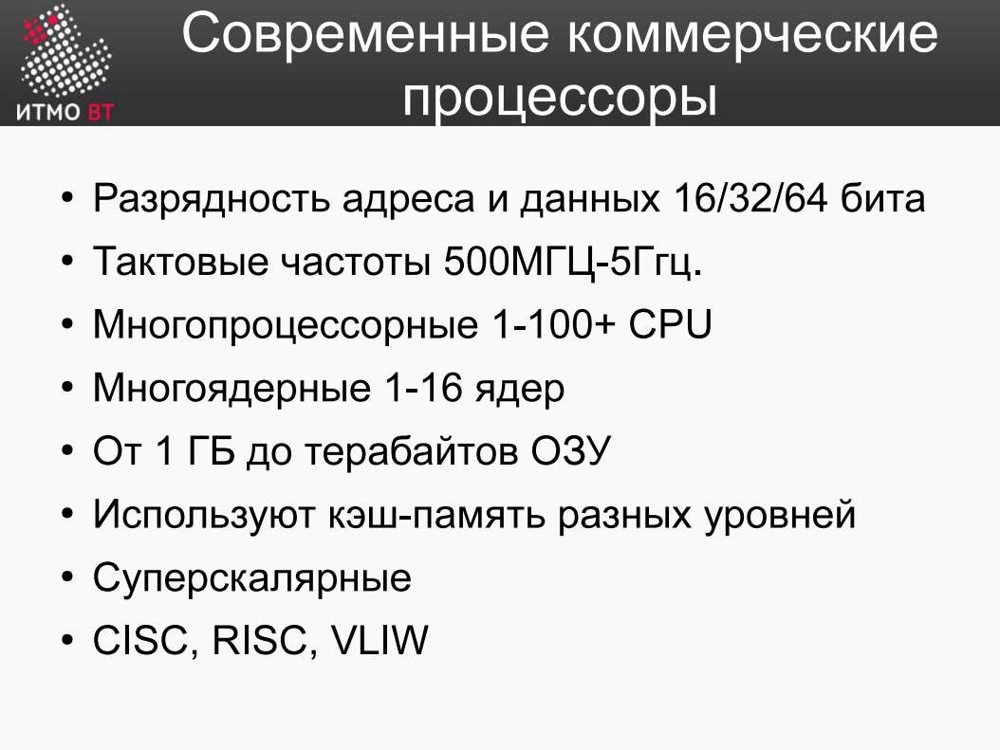 Современные коммерческие
процессоры
ИТМО ВТ
• Разрядность адреса и данных 16/32/64 бита
• Тактовые частоты 500МГЦ-5Ггц.
• Многопроцессорные 1-100+ CPU
• Многоядерные 1-16 ядер
• От 1 ГБ до терабайтов ОЗУ
• Используют кэш-память разных уровней
• Суперскалярные
• CISC, RISC, VLIW